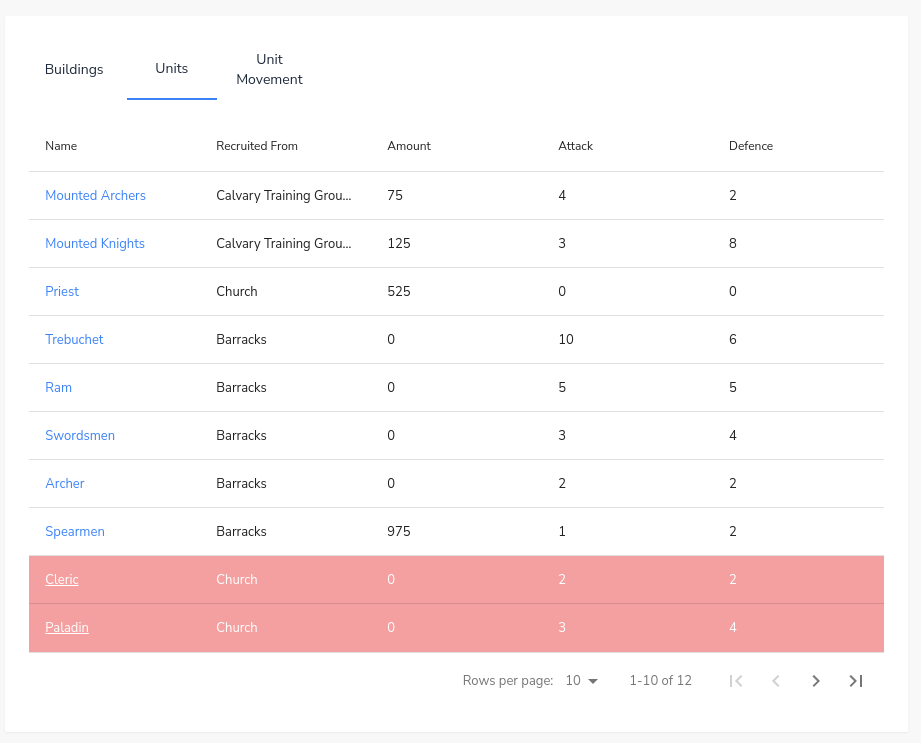 Buildings
Units
Unit
Movement
Name Recruited From Amount Attack Defence
Mounted Archers Calvary Training Grou... 75 4 2
Mounted Knights Calvary Training Grou... 125 3 8
Priest Church 525 0 0
Trebuchet Barracks 0 10 6
Ram Barracks 0 5 5
Swordsmen Barracks 0 3 4
Archer Barracks 0 2 2
Spearmen Barracks 975 1 2
Cleric Church 0 2 2
Paladin Church 0 3 4
Rows per page: 10 1-10 of 12